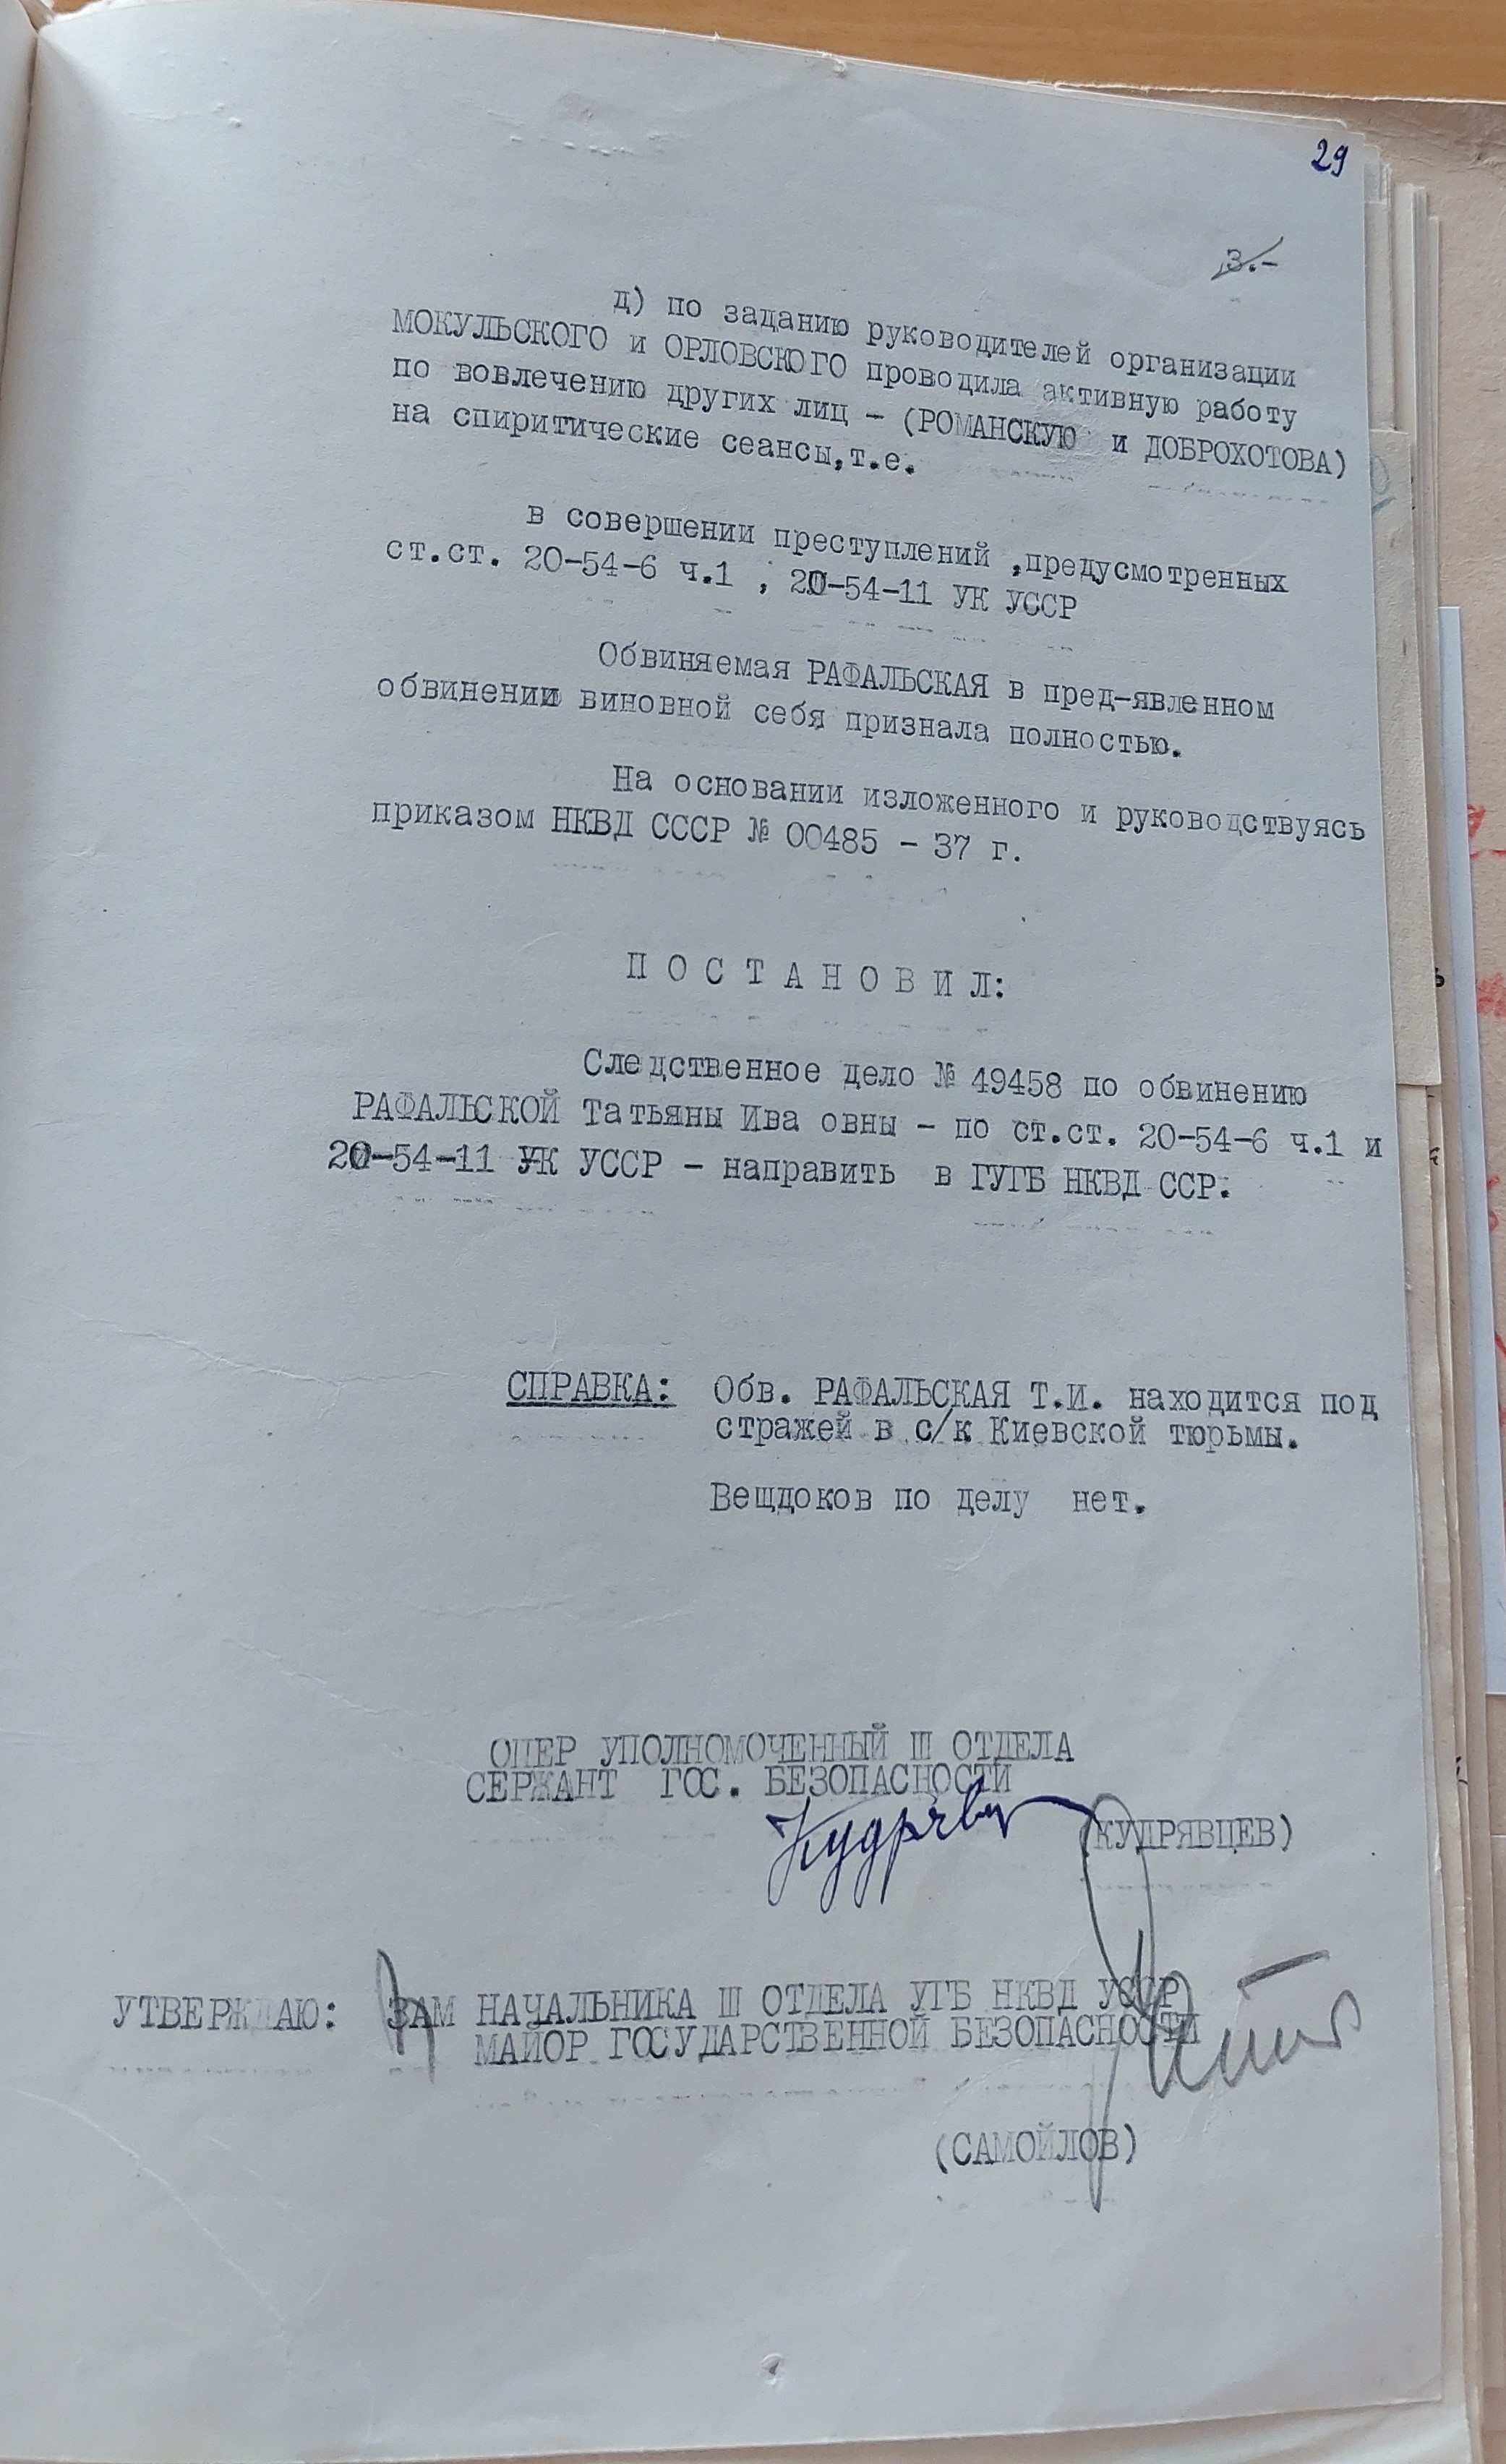 29
3.-
д) по заданию руководителей организации
МОКУЛЬСКОГО и ОРЛОВСКОГО проводила активную работу
по вовлечению других лиц - (РОМАНСКУЮ и ДОБРОХОТОВА)
на спиритические сеансы,т.е.
в совершении преступлений ,предусмотренных
ст.ст. 20-54-6 ч.1 , 20-54-11 УК УССР
Обвиняемая РАФАЛЬСКАЯ в пред-явленном
обвинении виновной себя признала полностью.
На основании изложенного и руководствуясь
приказом НКВД СССР № 00485 - 37 г.
П О С Т А Н О В И Л:
Следственное дело № 49458 по обвинению
РАФАЛЬСКОЙ Татьяны Ива овны - по ст.ст. 20-54-6 ч.1 и
20-54-11 УК УССР - направить в ГУГБ НКВД ССР.
СПРАВКА: Обв. РАФАЛЬСКАЯ Т.И. находится под
стражей в с/к Киевской тюрьмы.
Вещдоков по делу нет.
ОПЕР УПОЛНОМОЧЕННЫЙ III ОТДЕЛА
СЕРЖАНТ ГОС. БЕЗОПАСНОСТИ
(КУДРЯВЦЕВ)
УТВЕРЖДАЮ: ЗАМ НАЧАЛЬНИКА III ОТДЕЛА УГБ НКВД УССР
МАЙОР ГОСУДАРСТВЕННОЙ БЕЗОПАСНОСТИ
(САМОЙЛОВ)